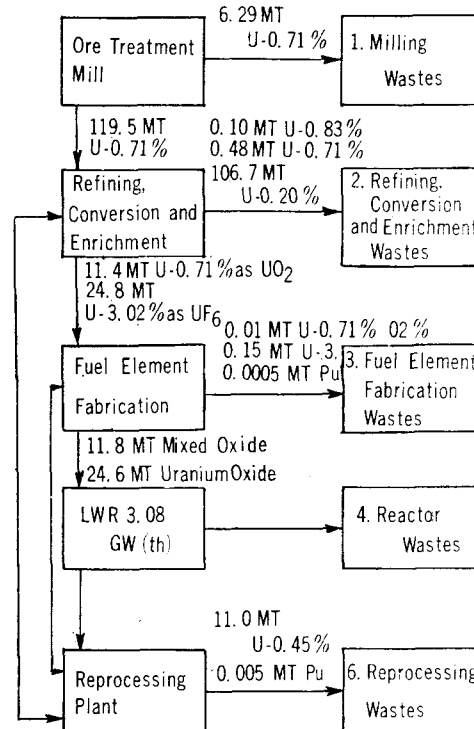 6.29 MT
U-0.71%
Ore Treatment
Mill
1. Milling
Wastes
119.5 MT
U-0.71%
0.10 MT U-0.83%
0.48 MT U-0.71%
106.7 MT
U-0.20%
Refining,
Conversion and
Enrichment
2. Refining,
Conversion
and Enrichment
Wastes
11.4 MT U-0.71% as UO2
24.8 MT
U-3.02% as UF6
0.01 MT U-0.71% 02%
0.15 MT U-3.
0.0005 MT Pu
Fuel Element
Fabrication
3. Fuel Element
Fabrication
Wastes
11.8 MT Mixed Oxide
24.6 MT Uranium Oxide
LWR 3.08
GW (th)
4. Reactor
Wastes
11.0 MT
U-0.45%
0.005 MT Pu
Reprocessing
Plant
6. Reprocessing
Wastes